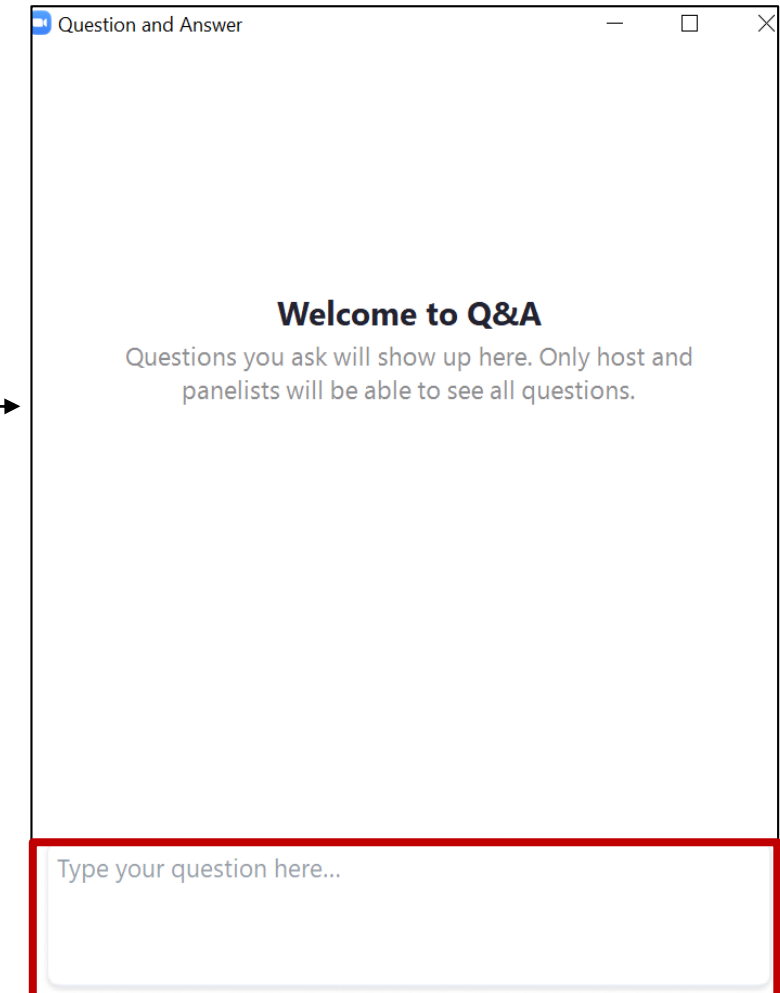 Question and Answer
Welcome to Q&A
Questions you ask will show up here. Only host and
panelists will be able to see all questions.
Type your question here...